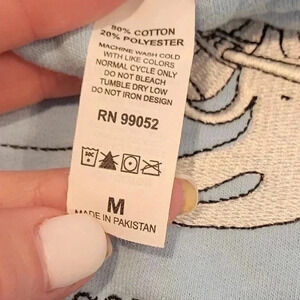 80% COTTON
20% POLYESTER
MACHINE WASH COLD
WITH LIKE COLORS
NORMAL CYCLE ONLY
DO NOT BLEACH
TUMBLE DRY LOW
DO NOT IRON DESIGN
RN 99052
30C
M
MADE IN PAKISTAN